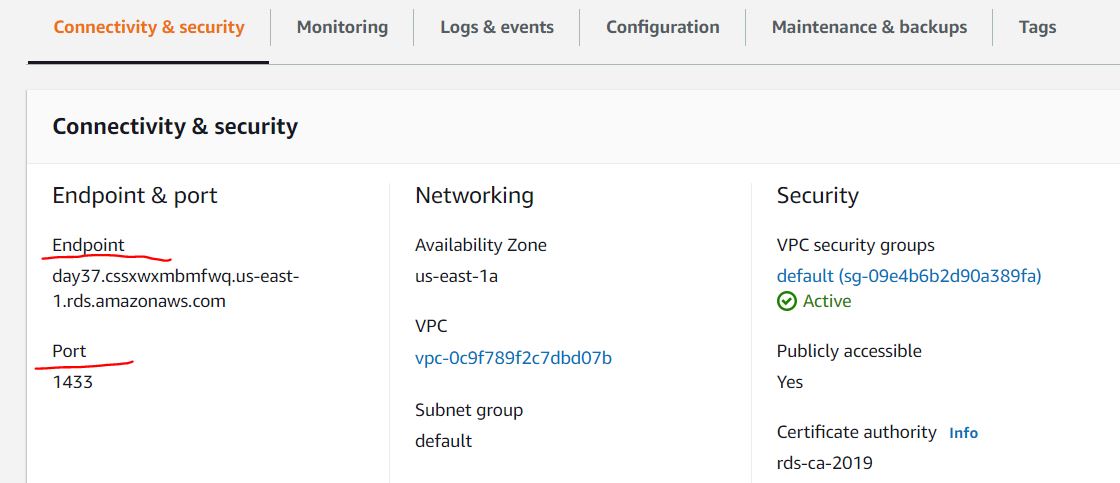 Connectivity & security
Monitoring
Logs & events
Configuration
Maintenance & backups
Tags
Connectivity & security
Endpoint & port
Endpoint
day37.cssxwxmbmfwq.us-east-
1.rds.amazonaws.com
Port
1433
Networking
Availability Zone
us-east-1a
VPC
vpc-0c9f789f2c7dbd07b
Subnet group
default
Security
VPC security groups
default (sg-09e4b6b2d90a389fa)
Active
Publicly accessible
Yes
Certificate authority Info
rds-ca-2019